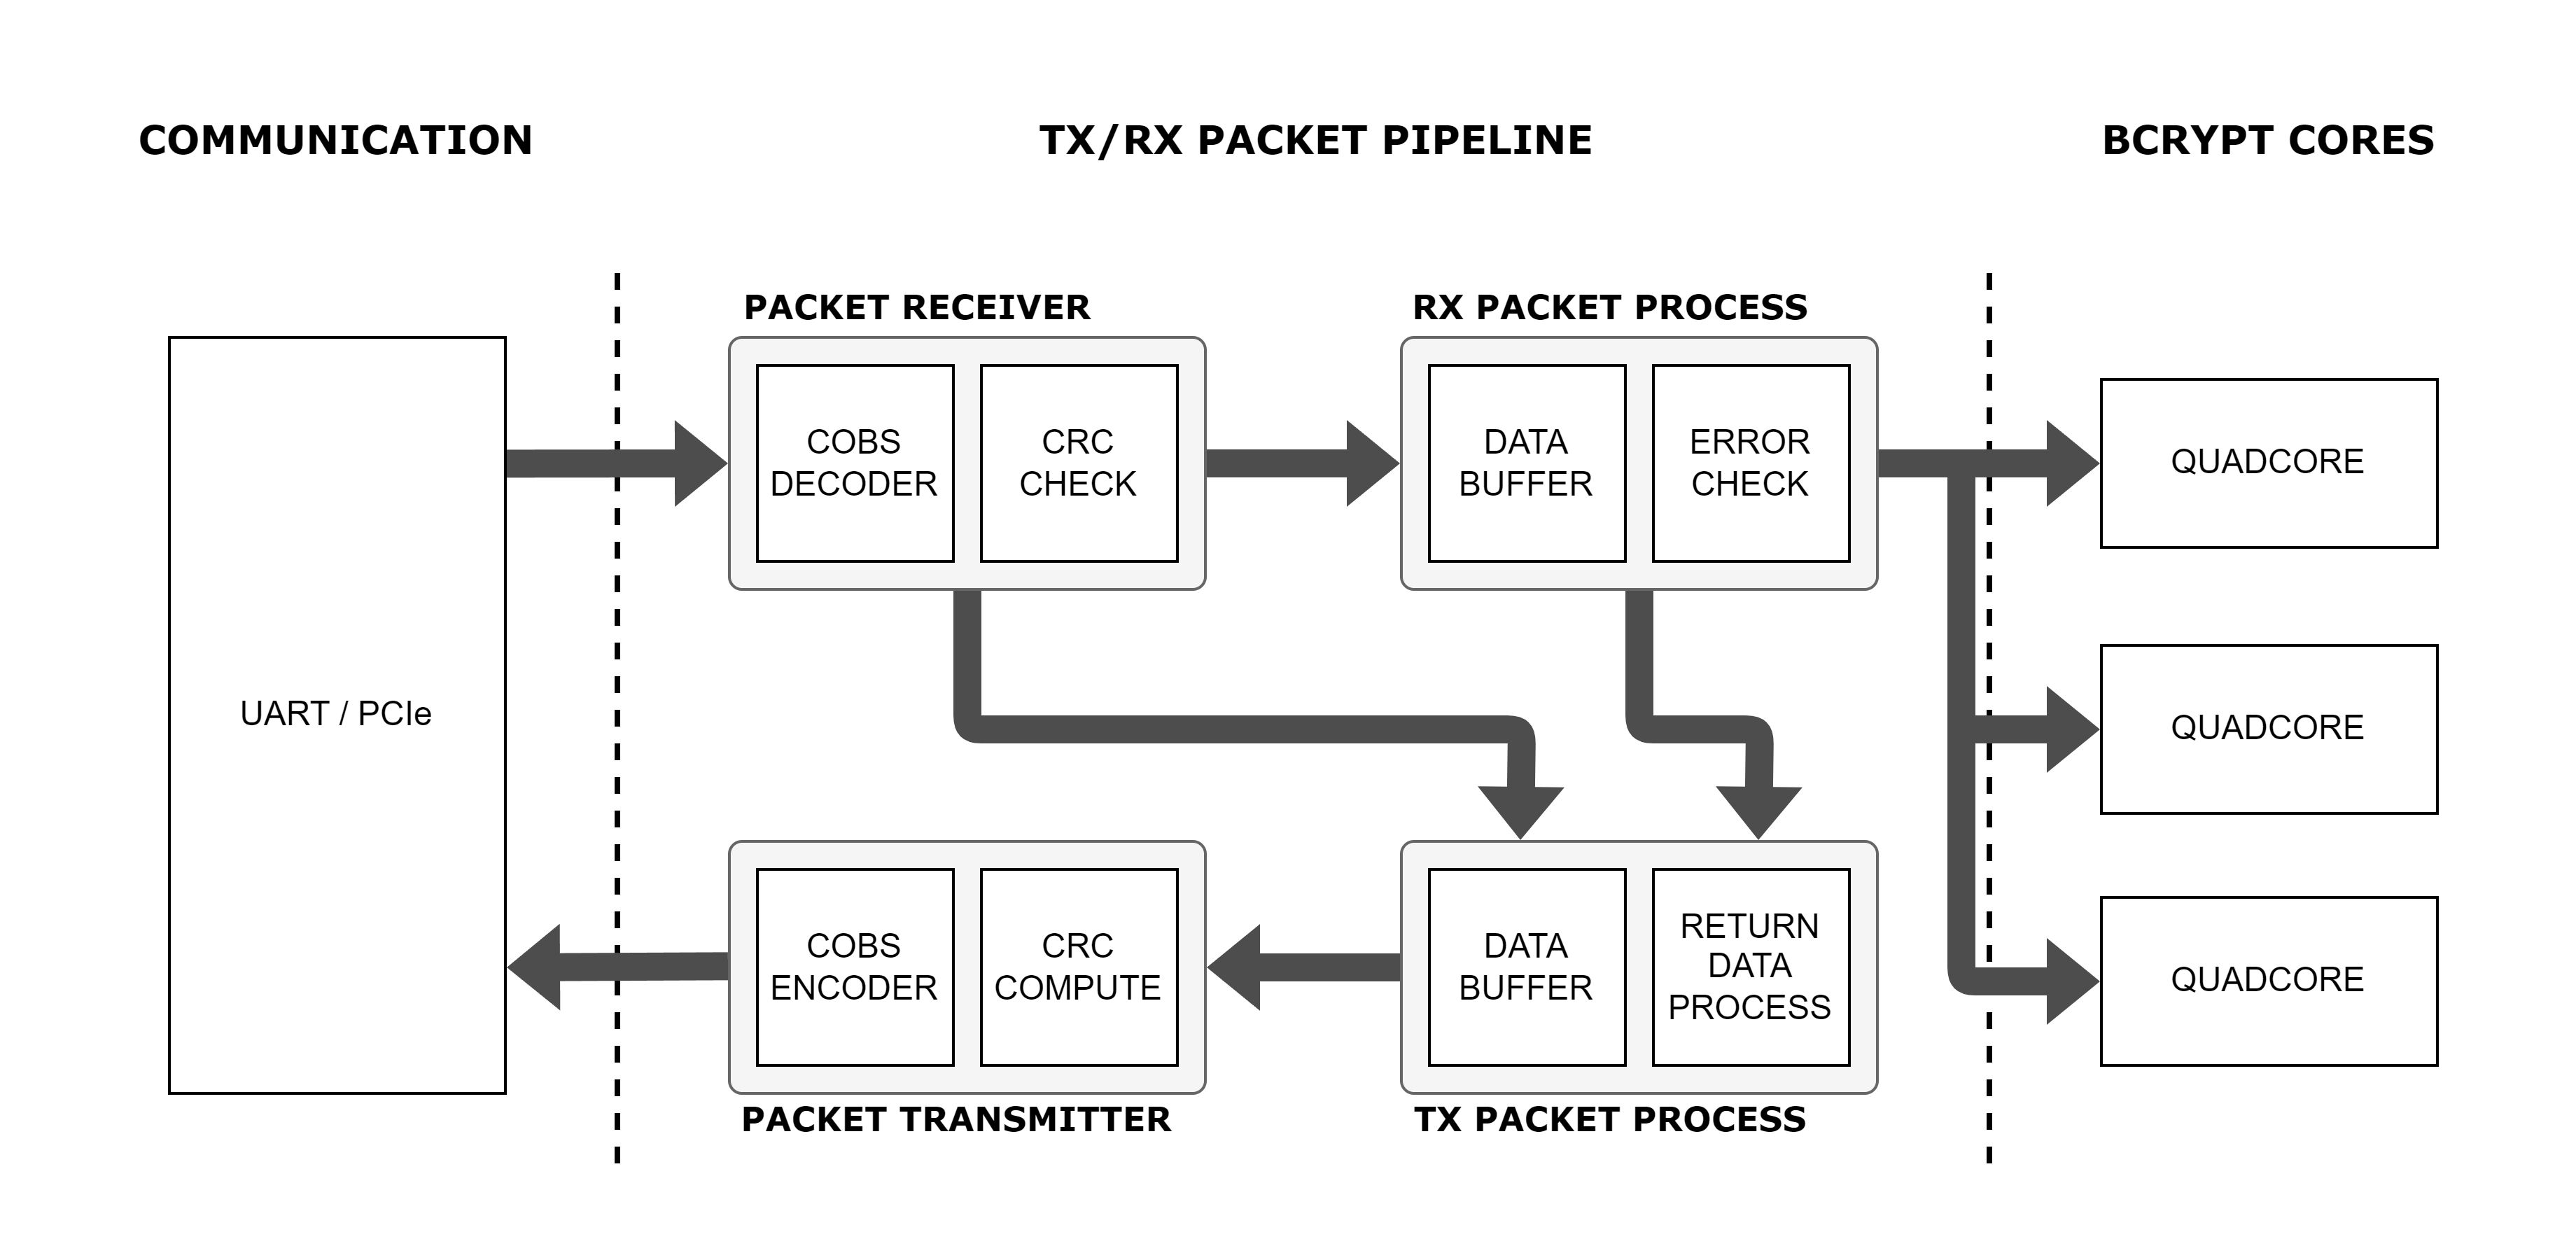 COMMUNICATION
TX/RX PACKET PIPELINE
BCRYPT CORES
PACKET RECEIVER
RX PACKET PROCESS
UART / PCIe
COBS
DECODER
CRC
CHECK
DATA
BUFFER
ERROR
CHECK
QUADCORE
QUADCORE
QUADCORE
COBS
ENCODER
CRC
COMPUTE
DATA
BUFFER
RETURN
DATA
PROCESS
PACKET TRANSMITTER
TX PACKET PROCESS